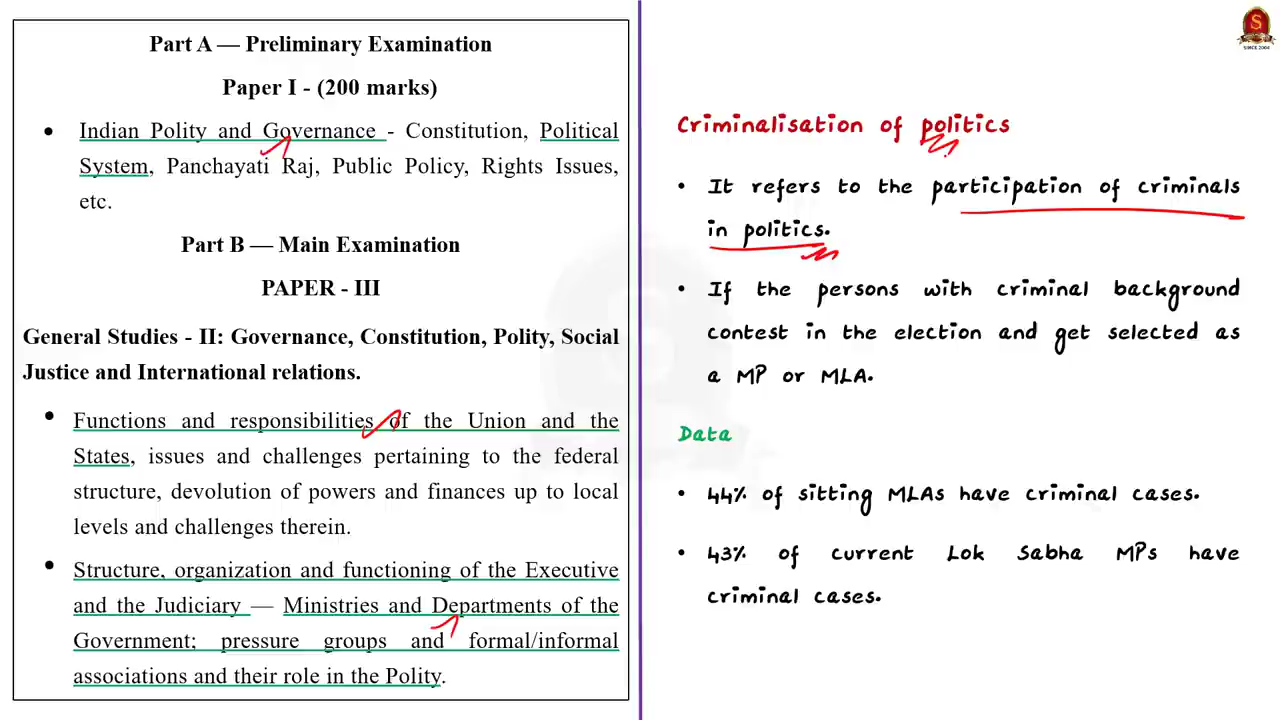 Part A — Preliminary Examination
Paper I - (200 marks)
• Indian Polity and Governance - Constitution, Political
System, Panchayati Raj, Public Policy, Rights Issues,
etc.
Part B — Main Examination
PAPER - III
General Studies - II: Governance, Constitution, Polity, Social
Justice and International relations.
• Functions and responsibilities of the Union and the
States, issues and challenges pertaining to the federal
structure, devolution of powers and finances up to local
levels and challenges therein.
• Structure, organization and functioning of the Executive
and the Judiciary — Ministries and Departments of the
Government; pressure groups and formal/informal
associations and their role in the Polity.
S
SINCE 2004
Criminalisation of politics
• It refers to the participation of criminals
in politics.
• If the persons with criminal background
contest in the election and get selected as
a MP or MLA.
Data
• 44% of sitting MLAs have criminal cases.
• 43% of current Lok Sabha MPs have
criminal cases.